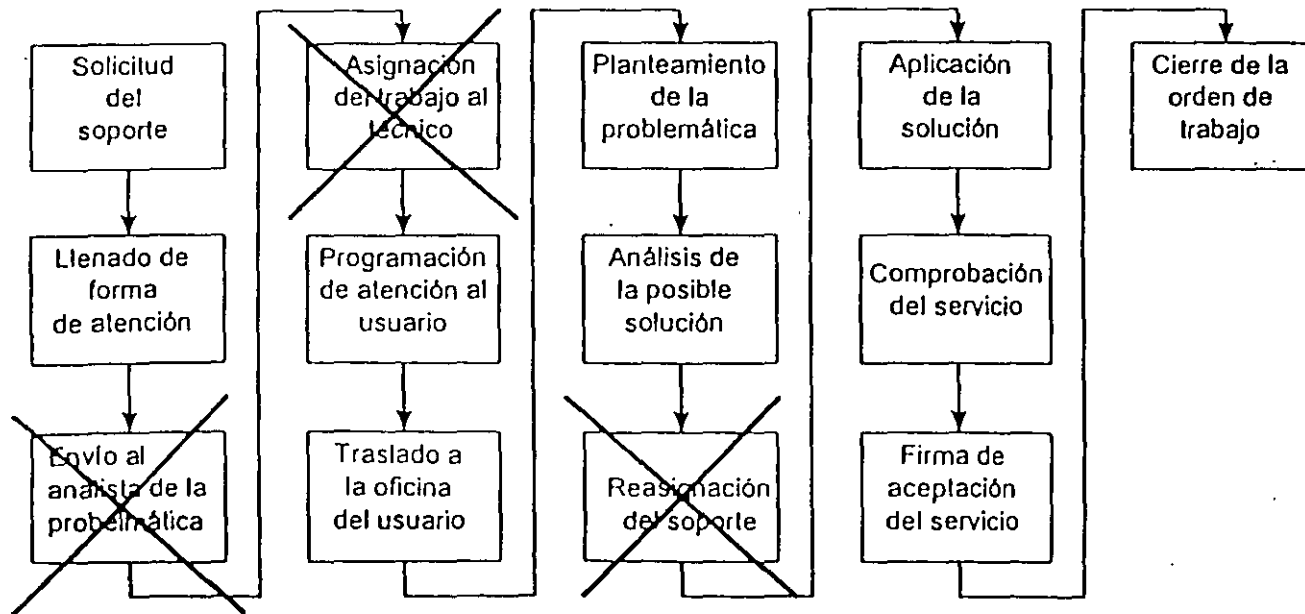 Solicitud
del
soporte
Llenado de
forma
de atención
Envío al
analista de la
probelmática
Asignación
del trabajo al
técnico
Programación
de atención al
usuario
Traslado a
la oficina
del usuario
Planteamiento
de la
problemática
Análisis de
la posible
solución
Reasignación
del soporte
Aplicación
de la
solución
Comprobación
del servicio
Firma de
aceptación
del servicio
Cierre de la
orden de
trabajo